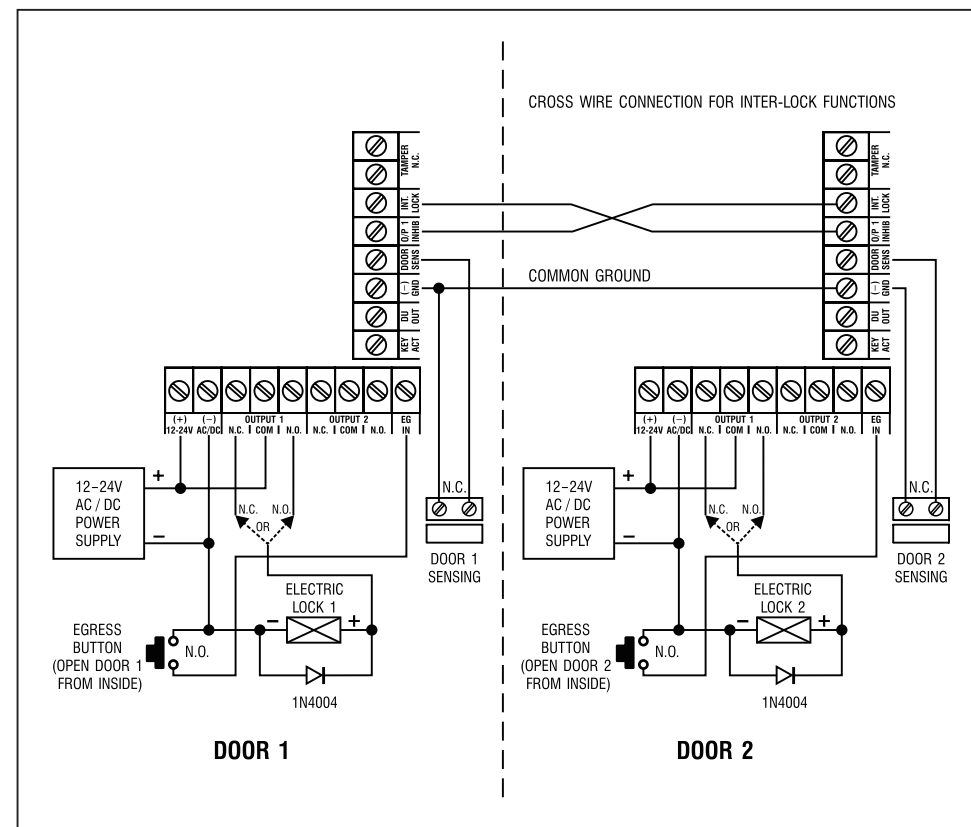 CROSS WIRE CONNECTION FOR INTER-LOCK FUNCTIONS
TAMPER
N.C.
INT.
LOCK
O/P 1
INHIB
DOOR
SENS
(–)
GND
DU
OUT
KEY
ACT
COMMON GROUND
TAMPER
N.C.
INT.
LOCK
O/P 1
INHIB
DOOR
SENS
(–)
GND
DU
OUT
KEY
ACT
(+) (–) OUTPUT 1 OUTPUT 2 EG
12-24V AC/DC N.C. COM N.O. N.C. COM N.O. IN
12–24V
AC / DC
POWER
SUPPLY
+
–
N.C. N.O.
OR
N.C.
DOOR 1
SENSING
ELECTRIC
LOCK 1
– +
EGRESS
BUTTON
(OPEN DOOR 1
FROM INSIDE)
N.O.
1N4004
DOOR 1
(+) (–) OUTPUT 1 OUTPUT 2 EG
12-24V AC/DC N.C. COM N.O. N.C. COM N.O. IN
12–24V
AC / DC
POWER
SUPPLY
+
–
N.C. N.O.
OR
N.C.
DOOR 2
SENSING
ELECTRIC
LOCK 2
– +
EGRESS
BUTTON
(OPEN DOOR 2
FROM INSIDE)
N.O.
1N4004
DOOR 2